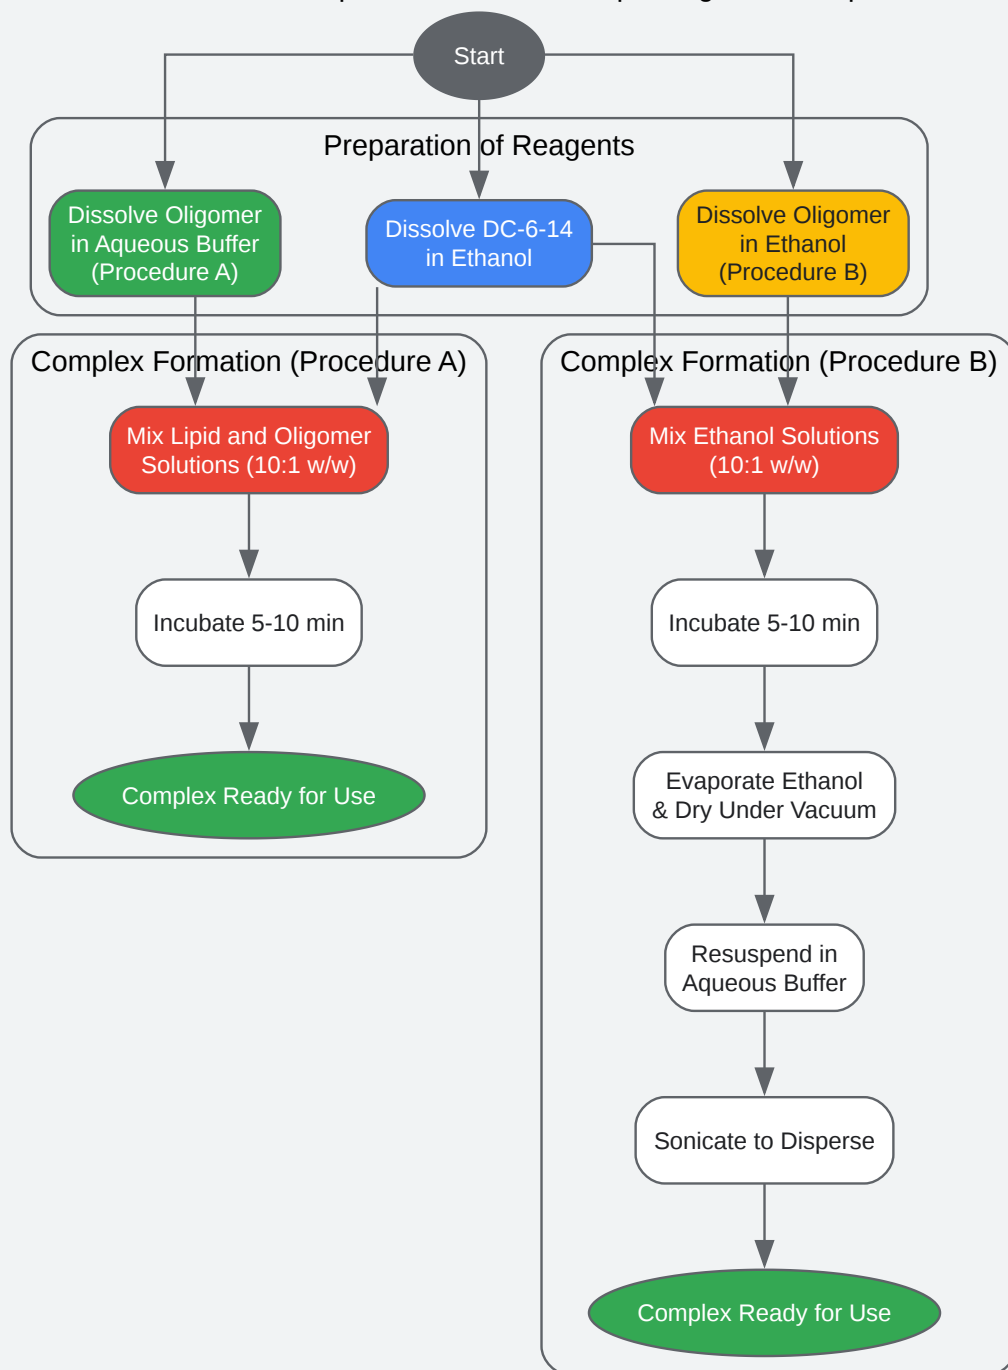 Start
Preparation of Reagents
Dissolve Oligomer
in Aqueous Buffer
(Procedure A)
Dissolve DC-6-14
in Ethanol
Dissolve Oligomer
in Ethanol
(Procedure B)
Complex Formation (Procedure A)
Complex Formation (Procedure B)
Mix Lipid and Oligomer
Solutions (10:1 w/w)
Mix Ethanol Solutions
(10:1 w/w)
Incubate 5-10 min
Incubate 5-10 min
Complex Ready for Use
Evaporate Ethanol
& Dry Under Vacuum
Resuspend in
Aqueous Buffer
Sonicate to Disperse
Complex Ready for Use